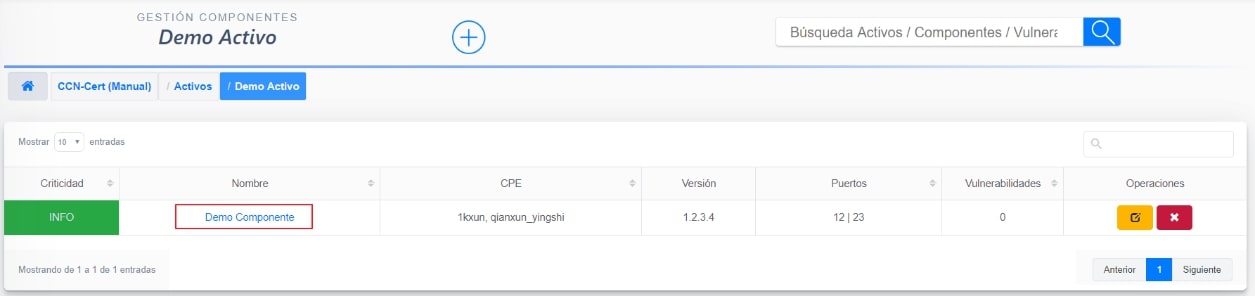 GESTIÓN COMPONENTES
Demo Activo
Búsqueda Activos / Componentes / Vulnera
CCN-Cert (Manual) / Activos / Demo Activo
Mostrar 10 entradas
Criticidad Nombre CPE Versión Puertos Vulnerabilidades Operaciones
INFO Demo Componente 1kxun, qianxun_yingshi 1.2.3.4 12 | 23 0
Mostrando de 1 a 1 de 1 entradas Anterior 1 Siguiente